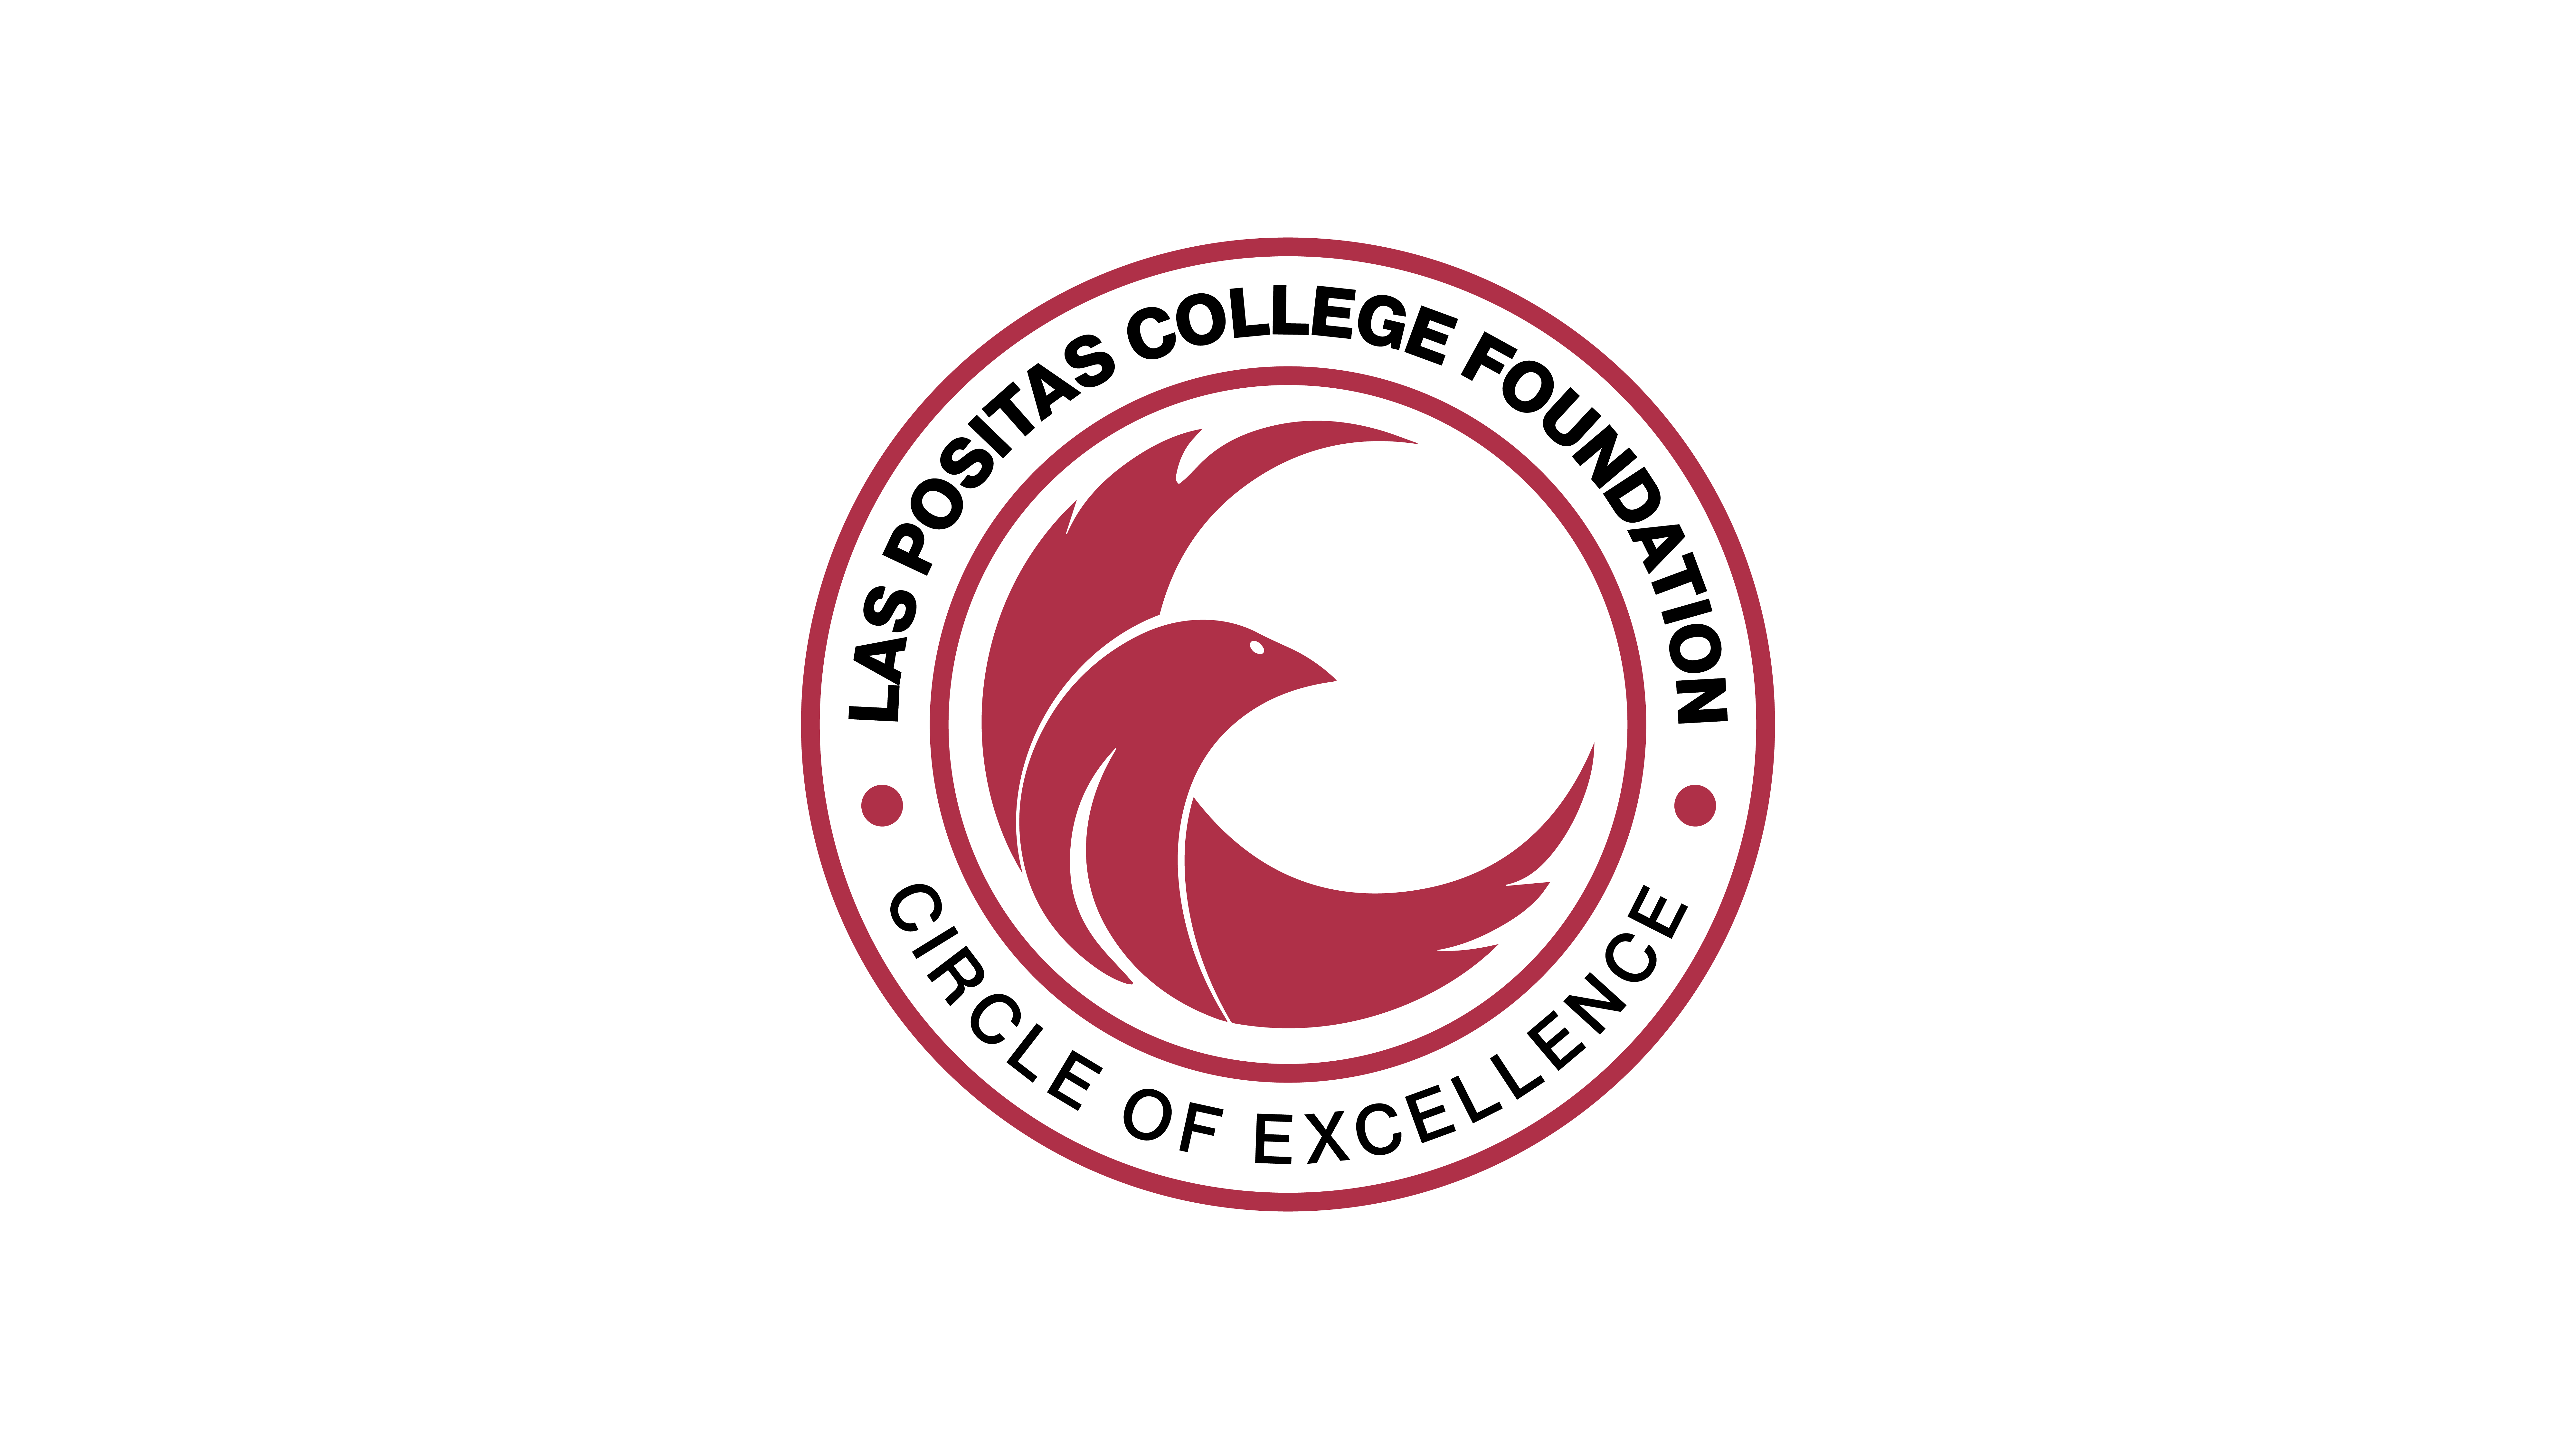 LAS POSITAS COLLEGE FOUNDATION
CIRCLE OF EXCELLENCE